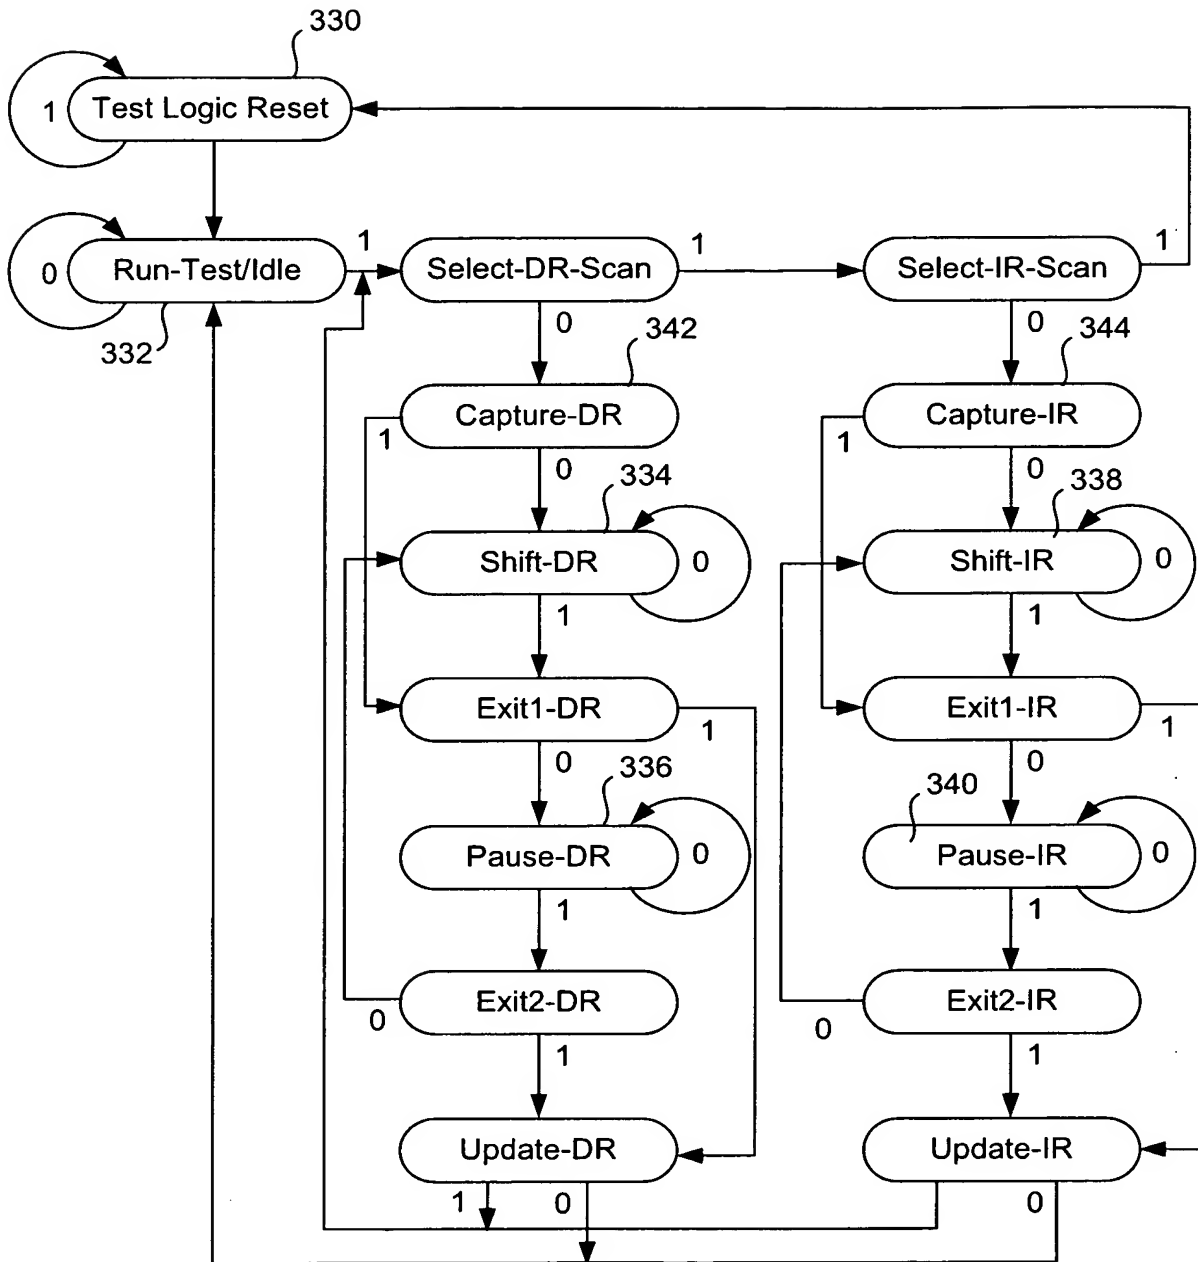 330
1
Test Logic Reset
1
1
1
0
Run-Test/Idle
Select-DR-Scan
Select-IR-Scan
332
0
342
0
344
Capture-DR
Capture-IR
1
0
334
1
0
338
Shift-DR
0
Shift-IR
0
1
1
Exit1-DR
1
Exit1-IR
1
0
336
0
340
Pause-DR
0
Pause-IR
0
1
1
Exit2-DR
Exit2-IR
0
1
0
1
Update-DR
Update-IR
1
0
0